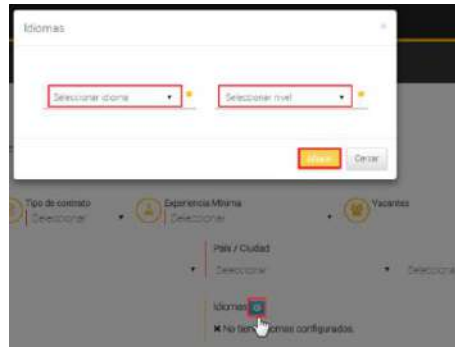 Idiomas
×
Seleccionar idioma
Seleccionar nivel
Añadir Cerrar
Tipo de contrato
Seleccionar
Experiencia Mínima
Seleccionar
Vacantes
País / Ciudad
Seleccionar
Idiomas
✖ No tiene idiomas configurados.